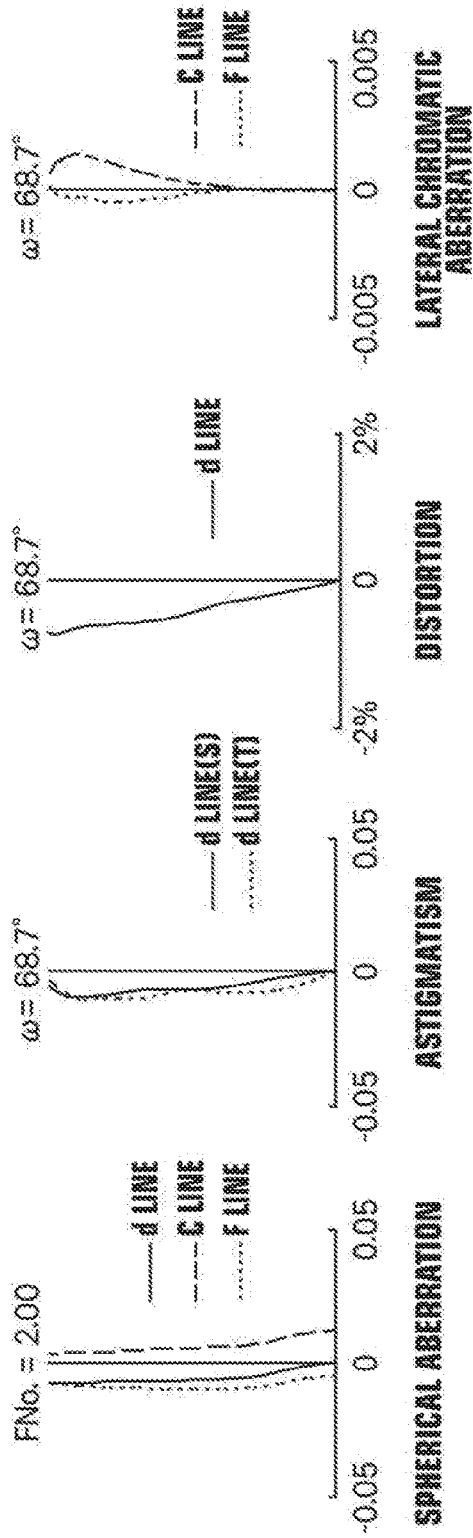 FNo. = 2.00
d LINE
C LINE
F LINE
-0.05 0 0.05
SPHERICAL ABERRATION
ω= 68.7°
d LINE(S)
d LINE(T)
-0.05 0 0.05
ASTIGMATISM
ω= 68.7°
d LINE
-2% 0 2%
DISTORTION
ω= 68.7°
C LINE
F LINE
-0.005 0 0.005
LATERAL CHROMATIC
ABERRATION